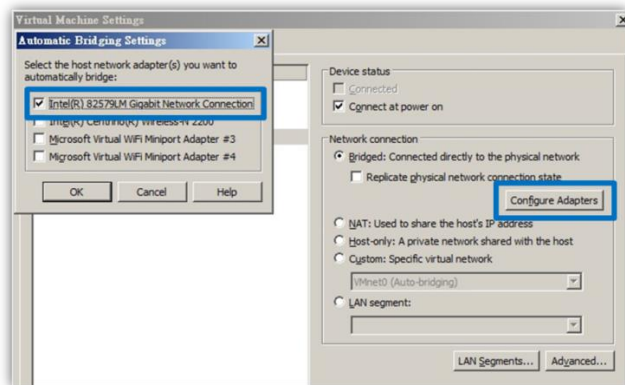 Virtual Machine Settings
Automatic Bridging Settings
Select the host network adapter(s) you want to
automatically bridge:
Intel(R) 82579LM Gigabit Network Connection
Intel(R) Centrino(R) Wireless-N 2200
Microsoft Virtual WiFi Miniport Adapter #3
Microsoft Virtual WiFi Miniport Adapter #4
OK
Cancel
Help
Device status
Connected
Connect at power on
Network connection
Bridged: Connected directly to the physical network
Replicate physical network connection state
Configure Adapters
NAT: Used to share the host's IP address
Host-only: A private network shared with the host
Custom: Specific virtual network
VMnet0 (Auto-bridging)
LAN segment:
LAN Segments...
Advanced...